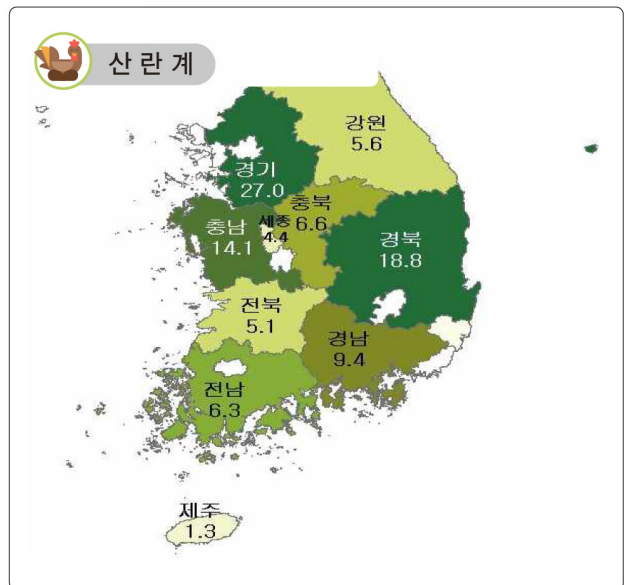 산란계
강원
5.6
경기
27.0
충북
6.6
세종
4.4
충남
14.1
경북
18.8
전북
5.1
경남
9.4
전남
6.3
제주
1.3